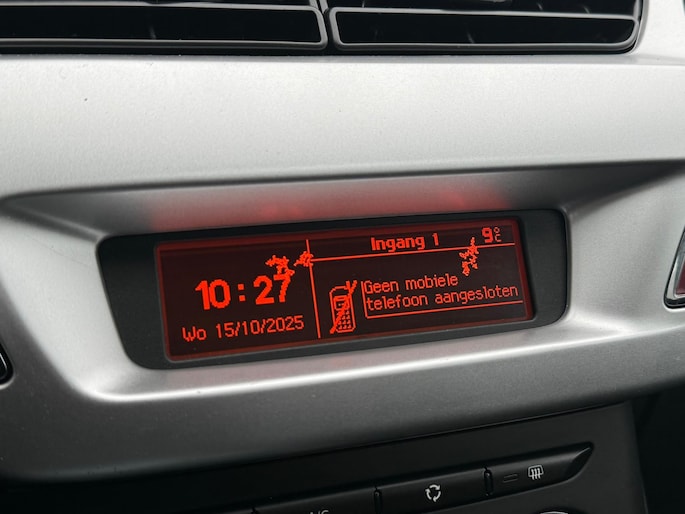 Ingang 1
9°C
10:27
Geen mobiele
telefoon aangesloten
Wo 15/10/2025